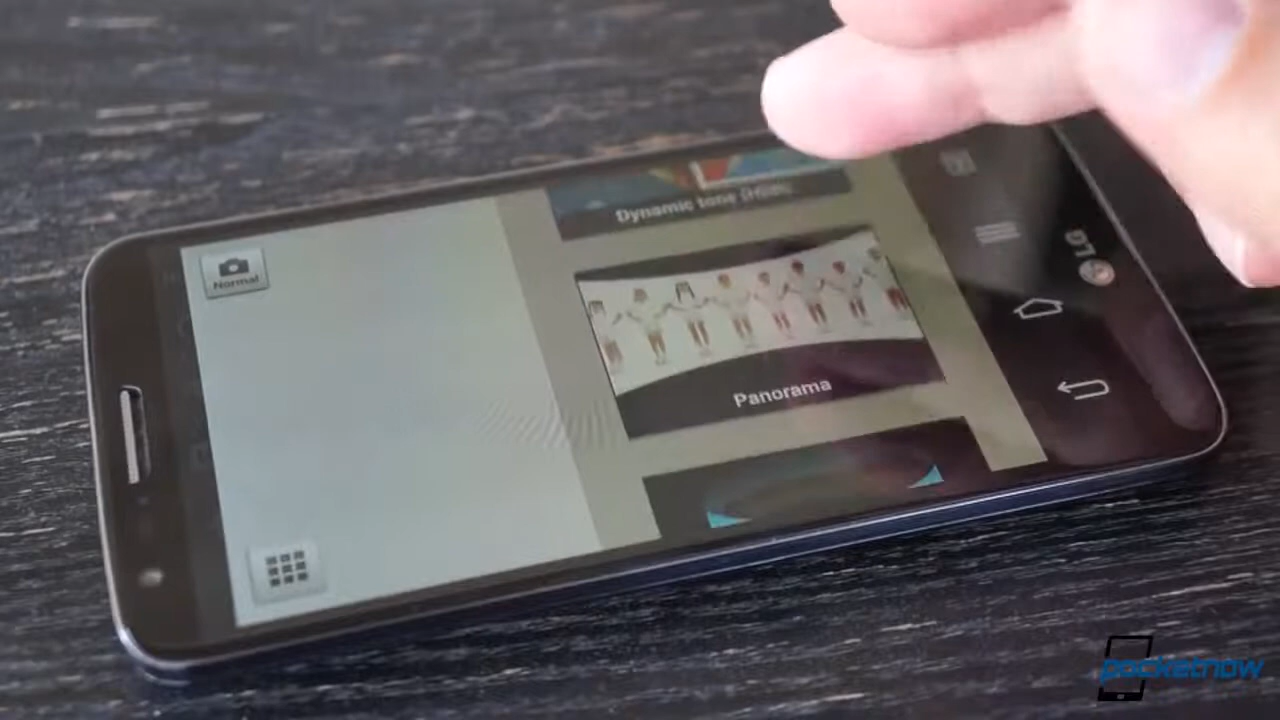 Normal
Dynamic tone (HDR)
Panorama
LG
pocketnow